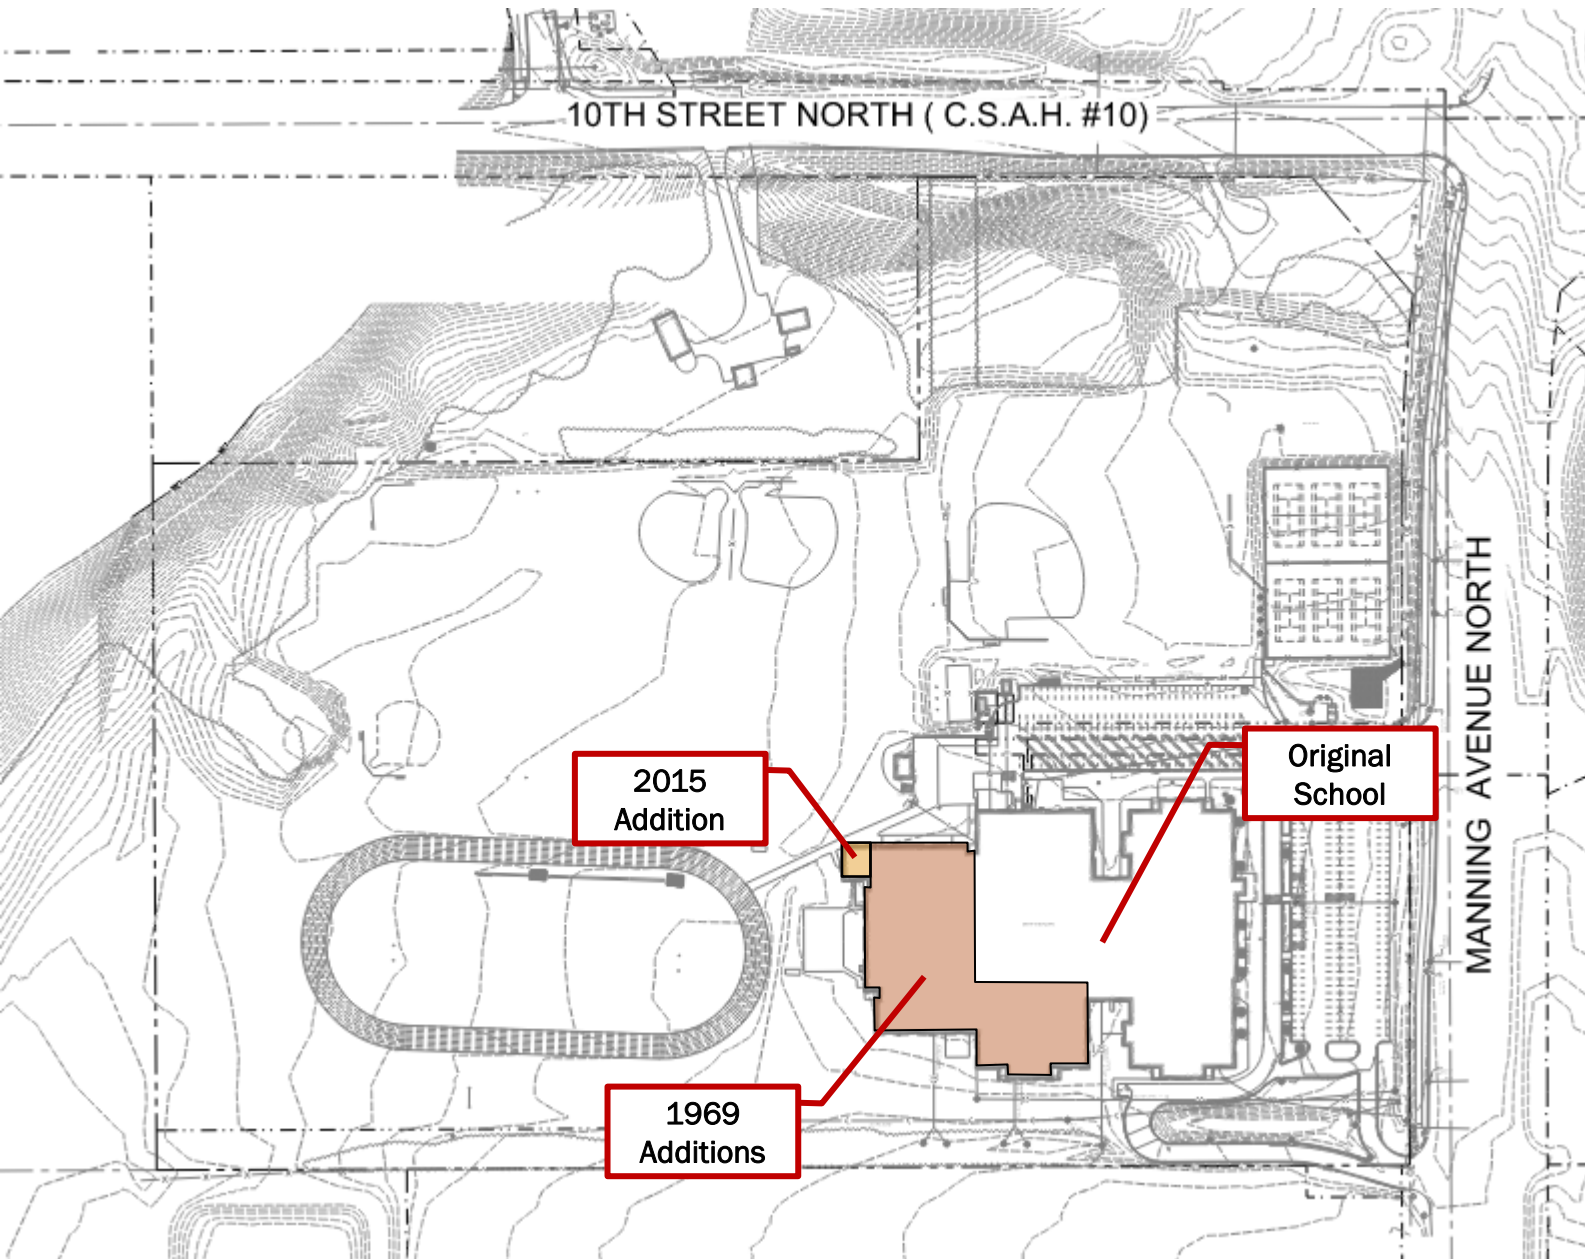 10TH STREET NORTH ( C.S.A.H. #10)
MANNING AVENUE NORTH
Original
School
2015
Addition
1969
Additions